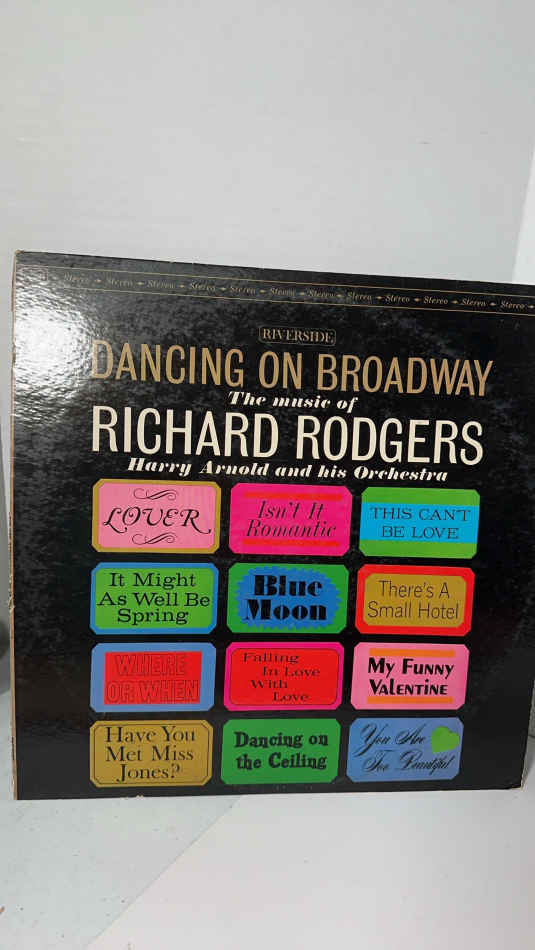 Stereo Stereo Stereo Stereo Stereo Stereo Stereo Stereo Stereo Stereo Stereo Stereo
RIVERSIDE
DANCING ON BROADWAY
The music of
RICHARD RODGERS
Harry Arnold and his Orchestra
LOVER
Isn't It
Romantic
THIS CAN'T
BE LOVE
It Might
As Well Be
Spring
Blue
Moon
There's A
Small Hotel
WHERE
OR WHEN
Falling
In Love
With
Love
My Funny
Valentine
Have You
Met Miss
Jones?
Dancing on
the Ceiling
You Are
Too Beautiful